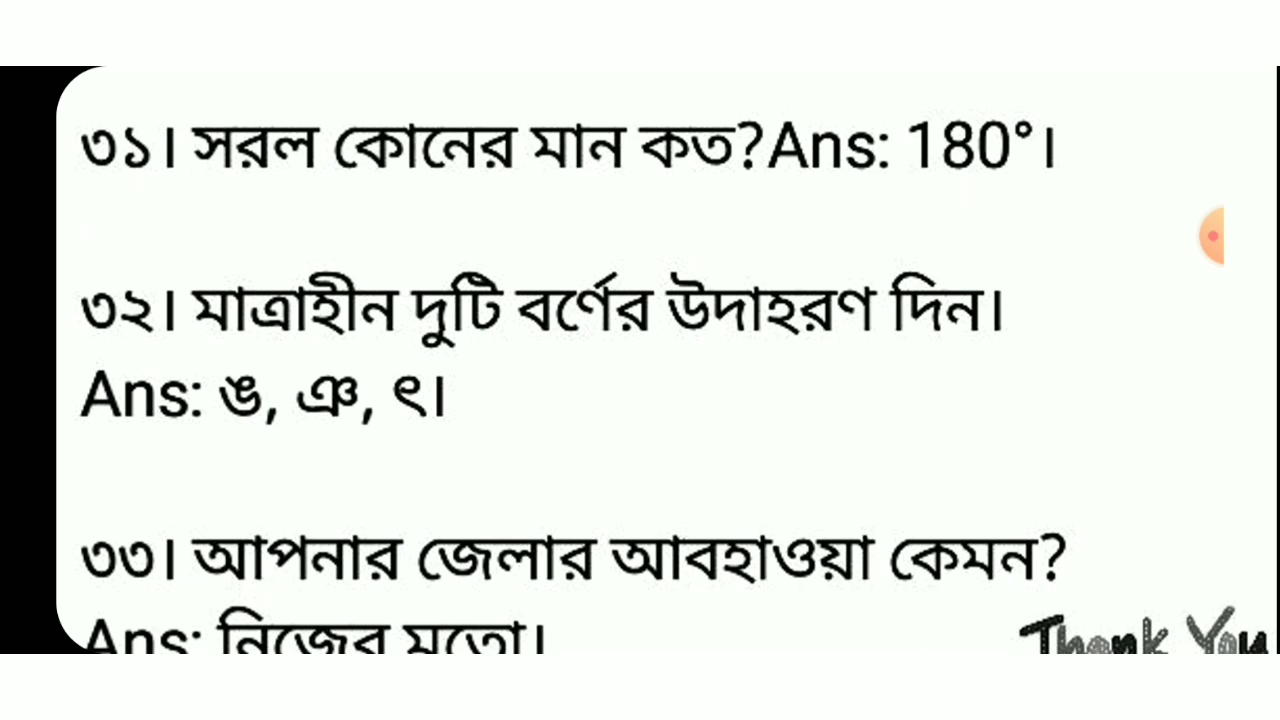 ৩১। সরল কোনের মান কত?Ans: 180°।
৩২। মাত্রাহীন দুটি বর্ণের উদাহরণ দিন।
Ans: ঙ, ঞ, ৎ।
৩৩। আপনার জেলার আবহাওয়া কেমন?
Ans: নিজের মতো।
Thank You